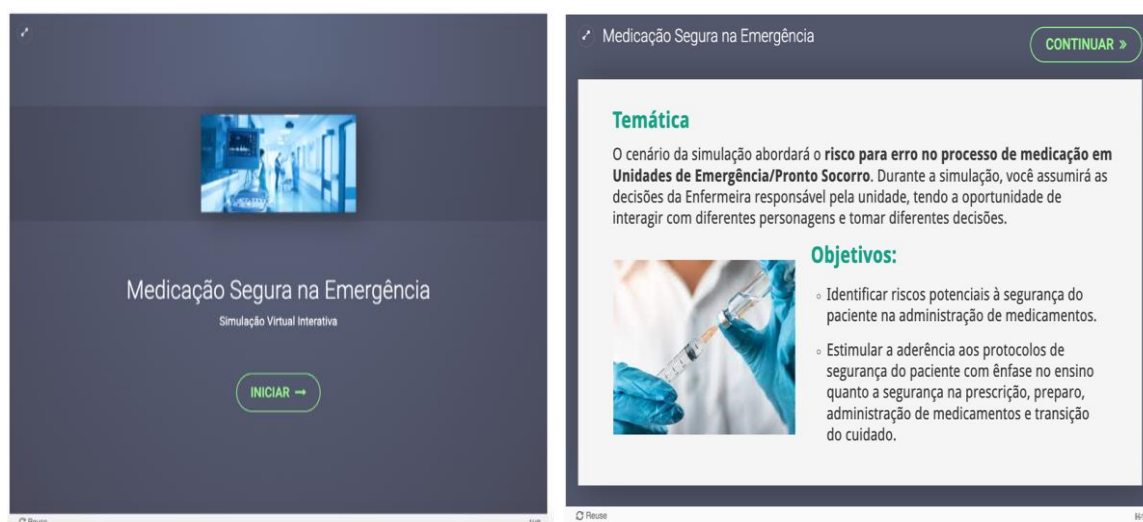 Medicação Segura na Emergência
Simulação Virtual Interativa
INICIAR →
Reuse
Medicação Segura na Emergência
CONTINUAR »
Temática
O cenário da simulação abordará o risco para erro no processo de medicação em
Unidades de Emergência/Pronto Socorro. Durante a simulação, você assumirá as
decisões da Enfermeira responsável pela unidade, tendo a oportunidade de
interagir com diferentes personagens e tomar diferentes decisões.
Objetivos:
◦ Identificar riscos potenciais à segurança do
paciente na administração de medicamentos.
◦ Estimular a aderência aos protocolos de
segurança do paciente com ênfase no ensino
quanto a segurança na prescrição, preparo,
administração de medicamentos e transição
do cuidado.
Reuse